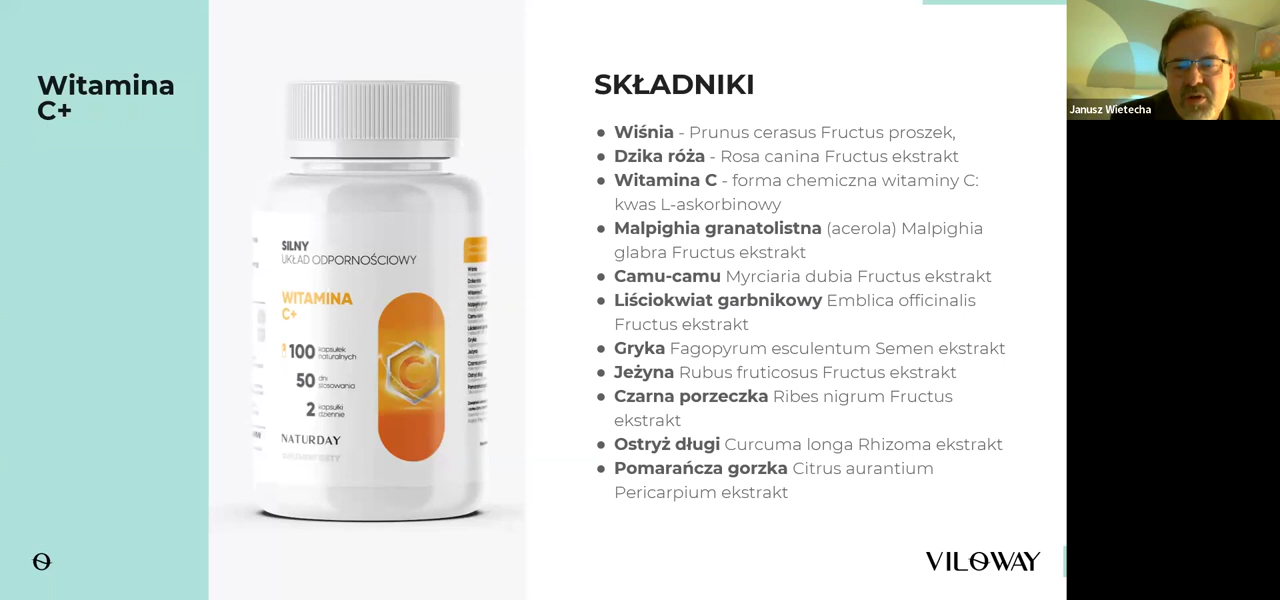 Witamina
C+
SILNY
UKŁAD ODPORNOŚCIOWY
WITAMINA
C+
100 kapsułek
naturalnych
50 dni
stosowania
2 kapsułki
dziennie
NATURDAY
SUPLEMENT DIETY
SKŁADNIKI
● Wiśnia - Prunus cerasus Fructus proszek,
● Dzika róża - Rosa canina Fructus ekstrakt
● Witamina C - forma chemiczna witaminy C:
kwas L-askorbinowy
● Malpighia granatolistna (acerola) Malpighia
glabra Fructus ekstrakt
● Camu-camu Myrciaria dubia Fructus ekstrakt
● Liściokwiat garbnikowy Emblica officinalis
Fructus ekstrakt
● Gryka Fagopyrum esculentum Semen ekstrakt
● Jeżyna Rubus fruticosus Fructus ekstrakt
● Czarna porzeczka Ribes nigrum Fructus
ekstrakt
● Ostryż długi Curcuma longa Rhizoma ekstrakt
● Pomarańcza gorzka Citrus aurantium
Pericarpium ekstrakt
VILOWAY
Janusz Wietecha